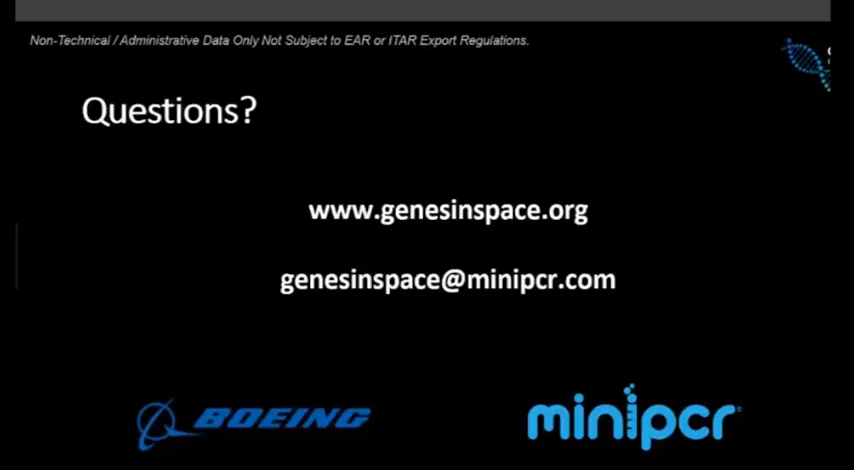 Non-Technical / Administrative Data Only Not Subject to EAR or ITAR Export Regulations.
Questions?
www.genesinspace.org
genesinspace@minipcr.com
BOEING
minipcr